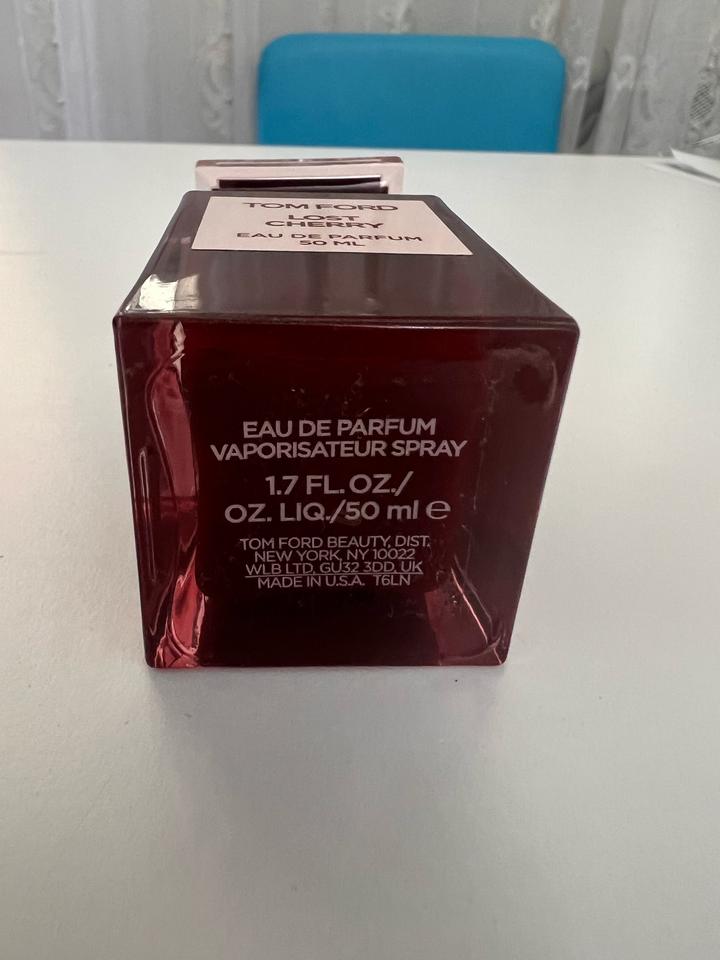 TOM FORD
LOST
CHERRY
EAU DE PARFUM
50 ML
EAU DE PARFUM
VAPORISATEUR SPRAY
1.7 FL. OZ./
OZ. LIQ./50 ml ℮
TOM FORD BEAUTY, DIST.
NEW YORK, NY 10022
WLB LTD, GU32 3DD, UK
MADE IN U.S.A. T6LN